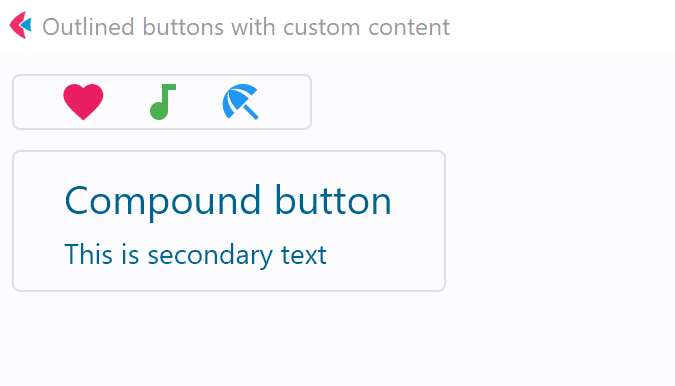 Outlined buttons with custom content
Compound button
This is secondary text